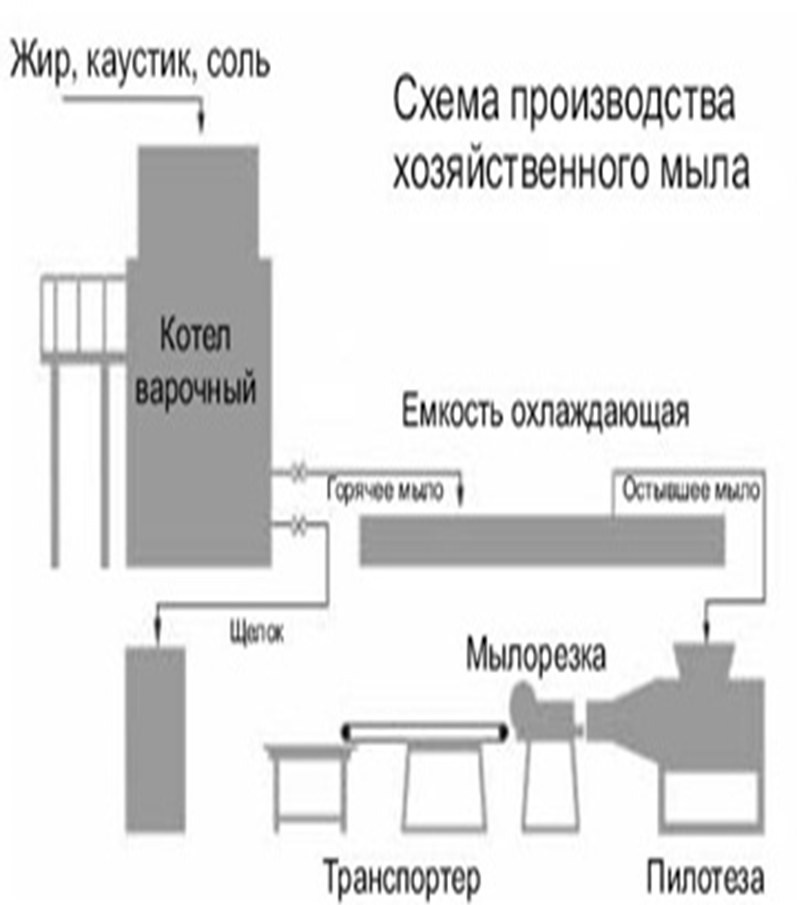 Жир, каустик, соль
Схема производства
хозяйственного мыла
Котел
варочный
Емкость охлаждающая
Горячее мыло
Остывшее мыло
Щелок
Мылорезка
Транспортер
Пилотеза